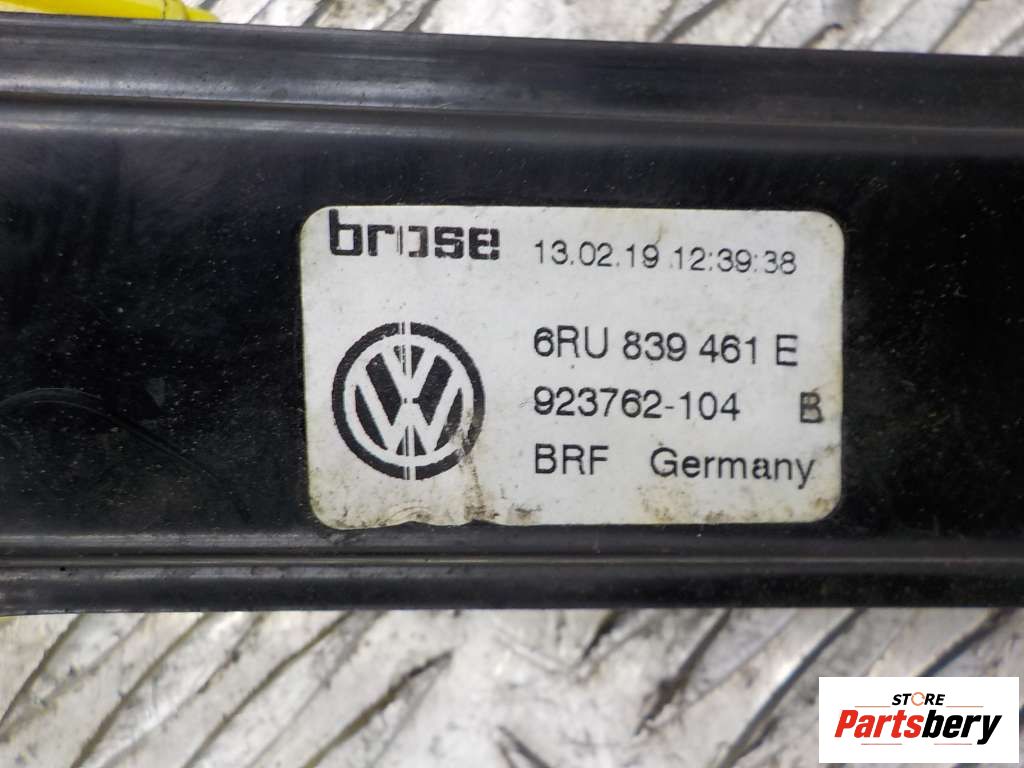 brose 13.02.19 12:39:38
6RU 839 461 E
923762-104 B
BRF Germany
STORE
Partsbery